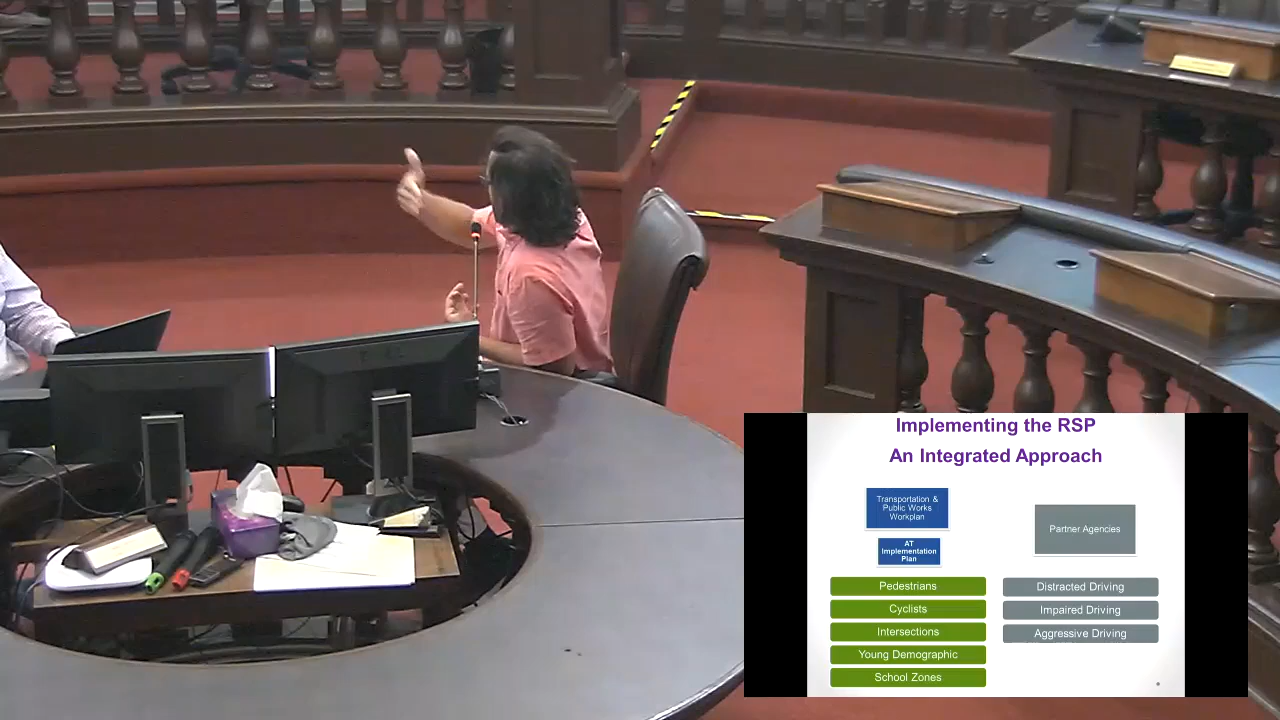 Implementing the RSP
An Integrated Approach
Transportation &
Public Works
Workplan
AT
Implementation
Plan
Partner Agencies
Pedestrians
Cyclists
Intersections
Young Demographic
School Zones
Distracted Driving
Impaired Driving
Aggressive Driving